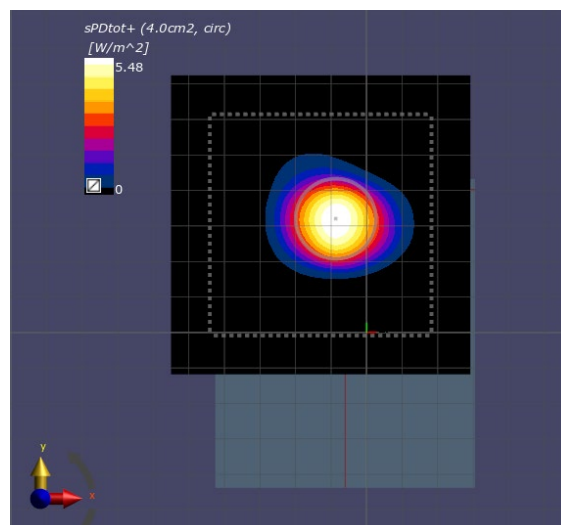 sPDtot+ (4.0cm2, circ)
[W/m^2]
5.48
0
y
x